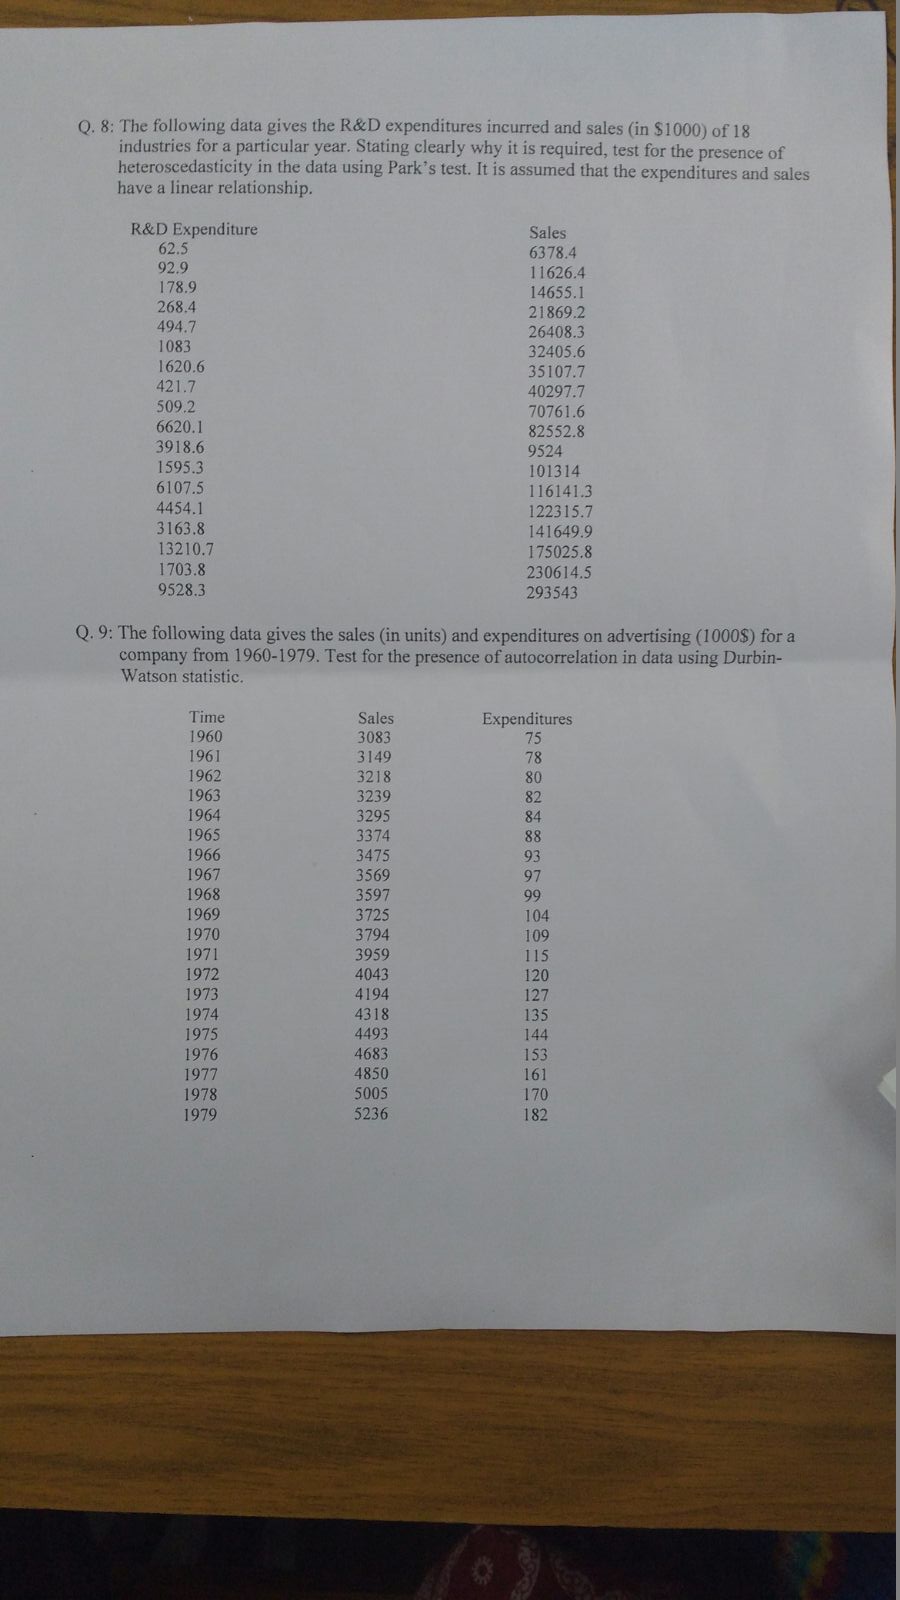 Q. 8: The following data gives the R&D expenditures incurred and sales (in $1000) of 18
industries for a particular year. Stating clearly why it is required, test for the presence of
heteroscedasticity in the data using Park's test. It is assumed that the expenditures and sales
have a linear relationship.
R&D Expenditure Sales
62.5 6378.4
92.9 11626.4
178.9 14655.1
268.4 21869.2
494.7 26408.3
1083 32405.6
1620.6 35107.7
421.7 40297.7
509.2 70761.6
6620.1 82552.8
3918.6 9524
1595.3 101314
6107.5 116141.3
4454.1 122315.7
3163.8 141649.9
13210.7 175025.8
1703.8 230614.5
9528.3 293543
Q. 9: The following data gives the sales (in units) and expenditures on advertising (1000$) for a
company from 1960-1979. Test for the presence of autocorrelation in data using Durbin-
Watson statistic.
Time Sales Expenditures
1960 3083 75
1961 3149 78
1962 3218 80
1963 3239 82
1964 3295 84
1965 3374 88
1966 3475 93
1967 3569 97
1968 3597 99
1969 3725 104
1970 3794 109
1971 3959 115
1972 4043 120
1973 4194 127
1974 4318 135
1975 4493 144
1976 4683 153
1977 4850 161
1978 5005 170
1979 5236 182